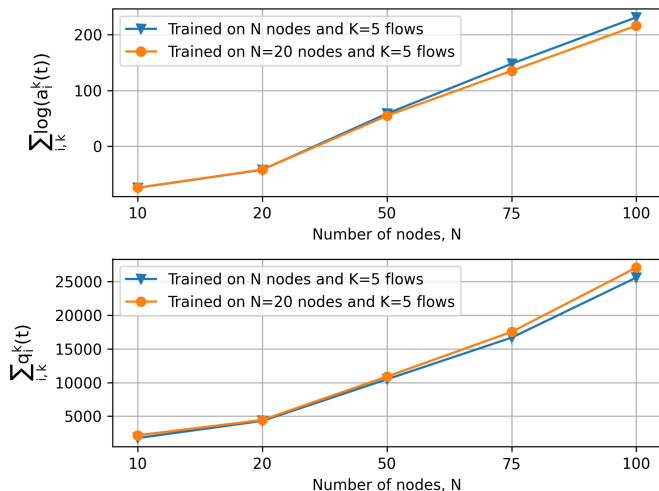 Trained on N nodes and K=5 flows
Trained on N=20 nodes and K=5 flows
200
100
0
∑ i,k log(a_i^k(t))
10 20 50 75 100
Number of nodes, N
Trained on N nodes and K=5 flows
Trained on N=20 nodes and K=5 flows
25000
20000
15000
10000
5000
∑ i,k q_i^k(t)
10 20 50 75 100
Number of nodes, N